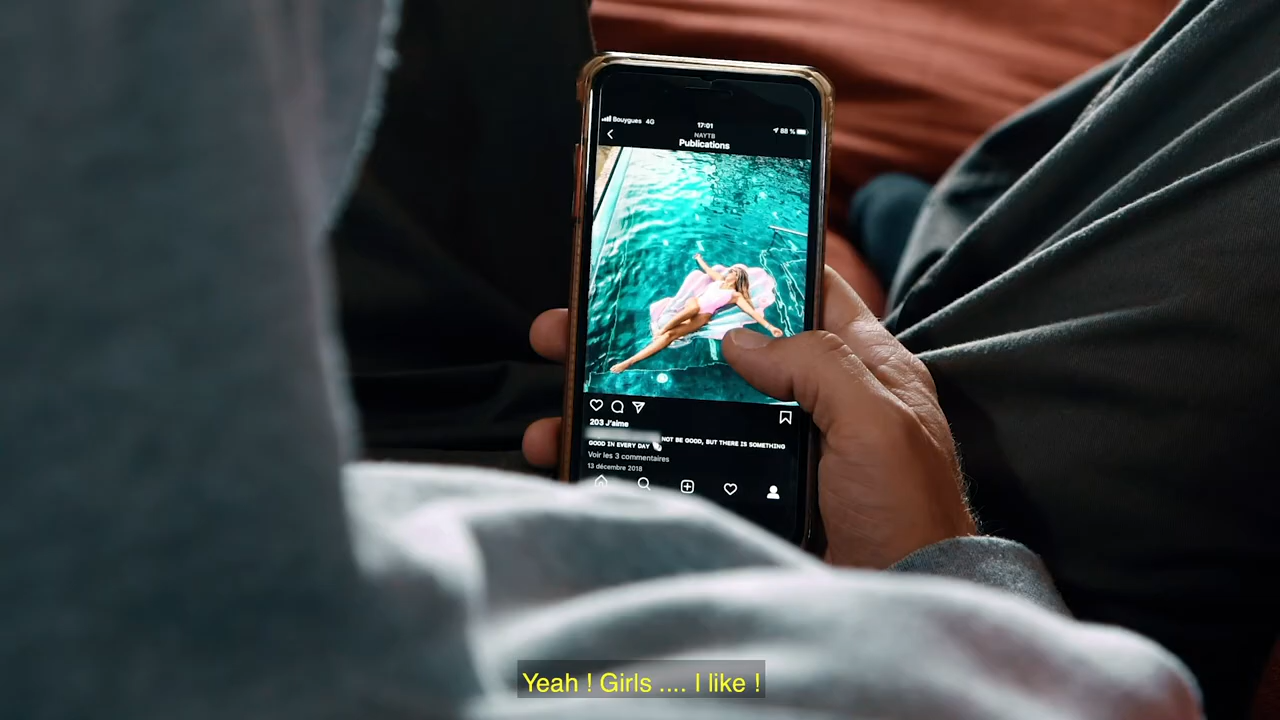 Bouygues 4G
17:01
88 %
NAYTB
Publications
203 J'aime
NOT BE GOOD, BUT THERE IS SOMETHING
GOOD IN EVERY DAY
Voir les 3 commentaires
13 décembre 2018
Yeah ! Girls .... I like !